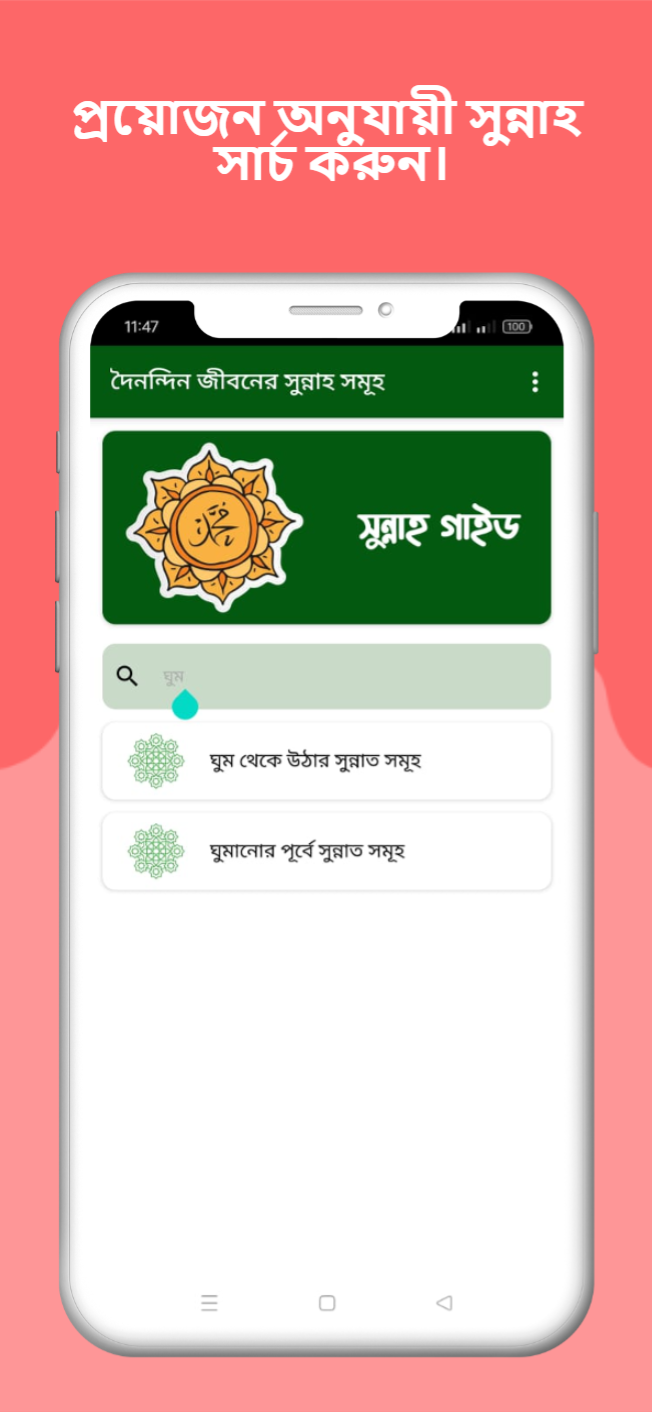 প্রয়োজন অনুযায়ী সুন্নাহ
সার্চ করুন।
11:47
100
দৈনন্দিন জীবনের সুন্নাহ সমূহ
محمد
সুন্নাহ গাইড
ঘুম
ঘুম থেকে উঠার সুন্নাত সমূহ
ঘুমানোর পূর্বে সুন্নাত সমূহ